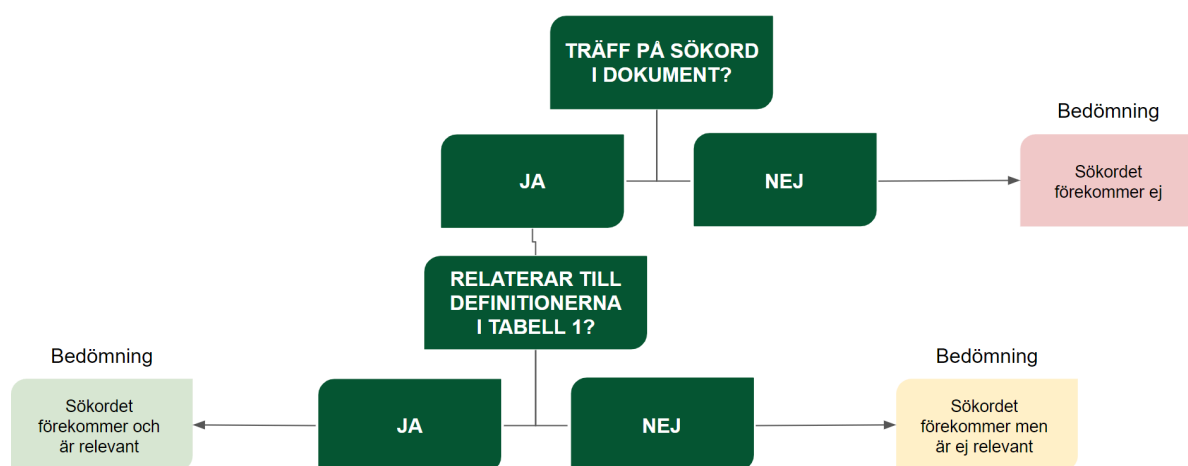 TRÄFF PÅ SÖKORD
I DOKUMENT?
Bedömning
JA
NEJ
Sökordet
förekommer ej
RELATERAR TILL
DEFINITIONERNA
I TABELL 1?
Bedömning
Bedömning
Sökordet
förekommer och
är relevant
JA
NEJ
Sökordet
förekommer men
är ej relevant